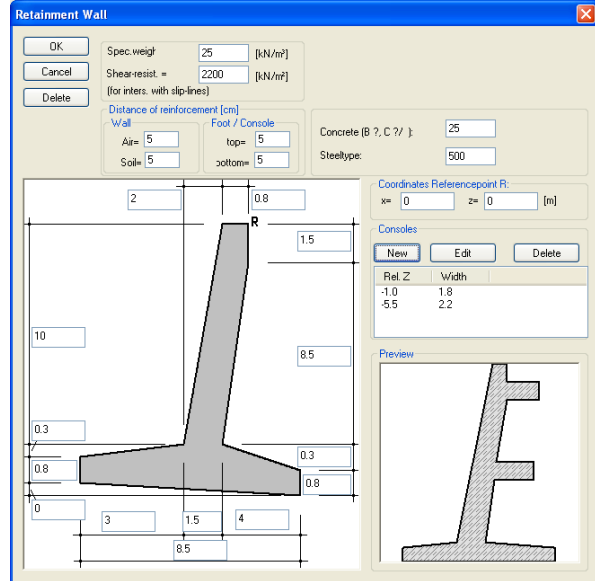 Retainment Wall
OK
Cancel
Delete
Spec.weigł 25 [kN/m²]
Shear-resist. = 2200 [kN/m²]
(for inters. with slip-lines)
Distance of reinforcement [cm]
Wall
Air= 5
Soil= 5
Foot / Console
top= 5
bottom= 5
Concrete (B ?, C ?/ ): 25
Steeltype: 500
Coordinates Referencepoint R:
x= 0 z= 0 [m]
Consoles
New Edit Delete
Rel. Z Width
-1.0 1.8
-5.5 2.2
Preview
2 0.8
R
1.5
10
8.5
0.3
0.3
0.8
0.8
0
3 1.5 4
8.5